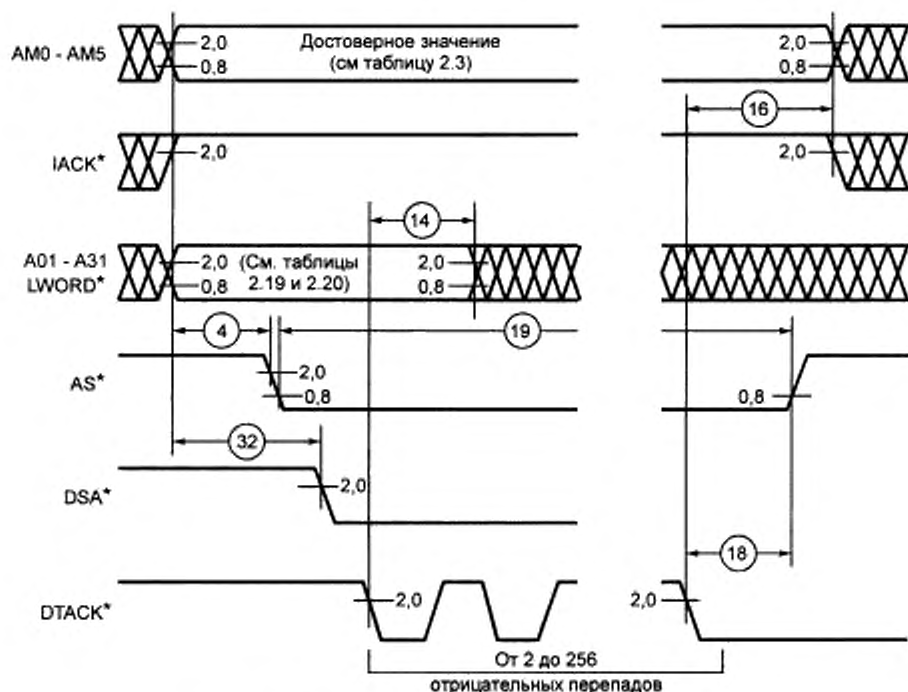 AM0 - AM5
2,0
0,8
Достоверное значение
(см таблицу 2.3)
2,0
0,8
16
IACK*
2,0
2,0
14
A01 - A31
LWORD*
2,0
0,8
(См. таблицы
2.19 и 2.20)
2,0
0,8
4
19
AS*
2,0
0,8
0,8
32
DSA*
2,0
18
DTACK*
2,0
2,0
От 2 до 256
отрицательных перепадов